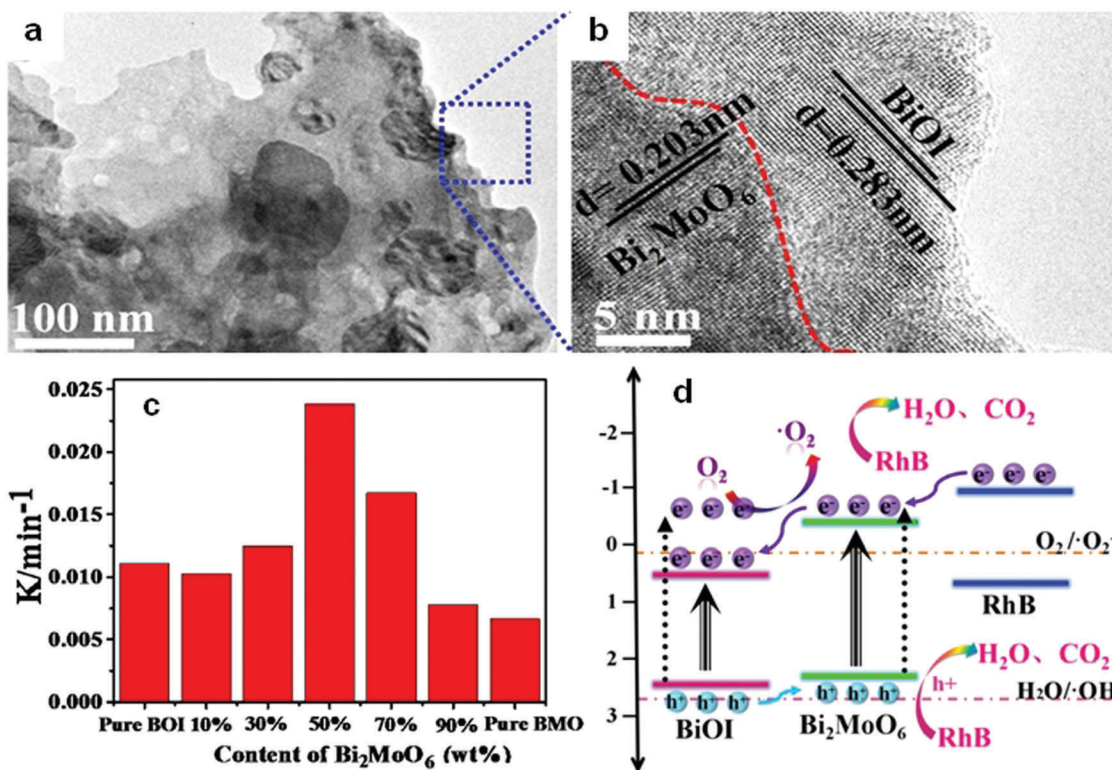 a
100 nm
b
d= 0.203nm
Bi₂MoO₆
BiOI
d=0.283nm
5 nm
c
K/min⁻¹
0.025
0.020
0.015
0.010
0.005
0.000
Pure BOI 10% 30% 50% 70% 90% Pure BMO
Content of Bi₂MoO₆ (wt%)
d
-2
-1
0
1
2
3
H₂O、CO₂
RhB
·O₂
O₂
e⁻ e⁻ e⁻
e⁻ e⁻ e⁻
e⁻ e⁻ e⁻
e⁻ e⁻ e⁻
O₂/·O₂⁻
RhB
H₂O、CO₂
h+
H₂O/·OH
RhB
h⁺ h⁺ h⁺
h⁺ h⁺ h⁺
BiOI
Bi₂MoO₆